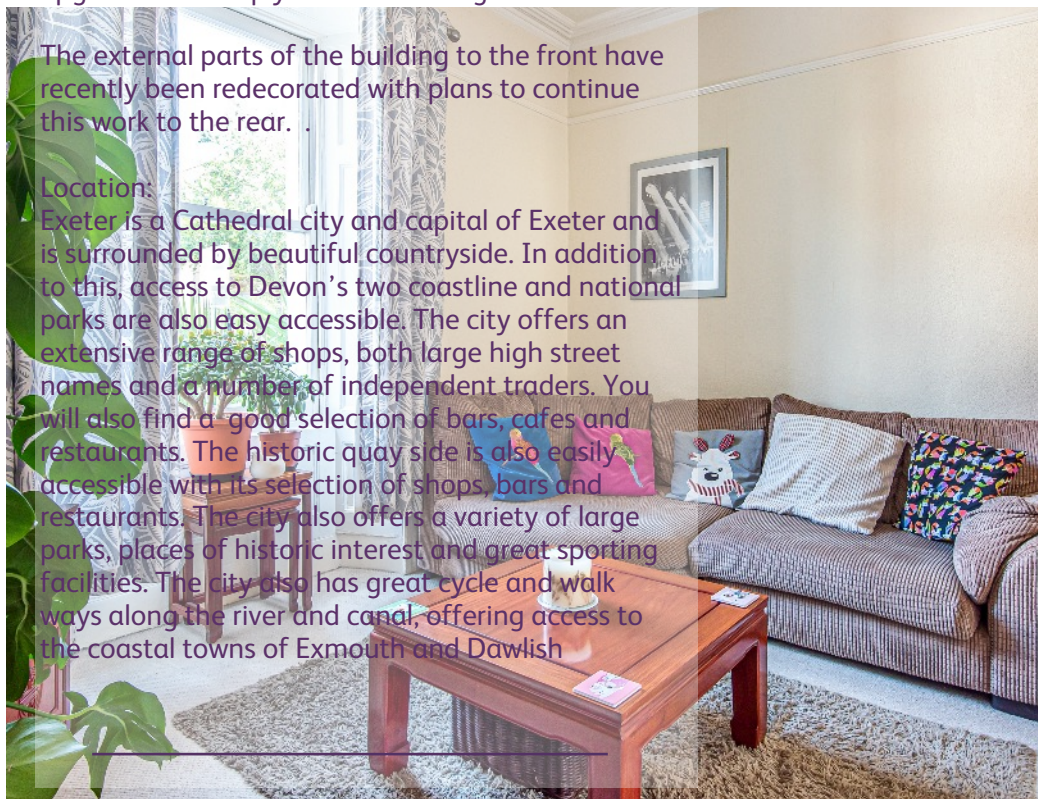 The external parts of the building to the front have
recently been redecorated with plans to continue
this work to the rear.  .
Location:
Exeter is a Cathedral city and capital of Exeter and
is surrounded by beautiful countryside. In addition
to this, access to Devon's two coastline and national
parks are also easy accessible. The city offers an
extensive range of shops, both large high street
names and a number of independent traders. You
will also find a  good selection of bars, cafes and
restaurants. The historic quay side is also easily
accessible with its selection of shops, bars and
restaurants. The city also offers a variety of large
parks, places of historic interest and great sporting
facilities. The city also has great cycle and walk
ways along the river and canal, offering access to
the coastal towns of Exmouth and Dawlish